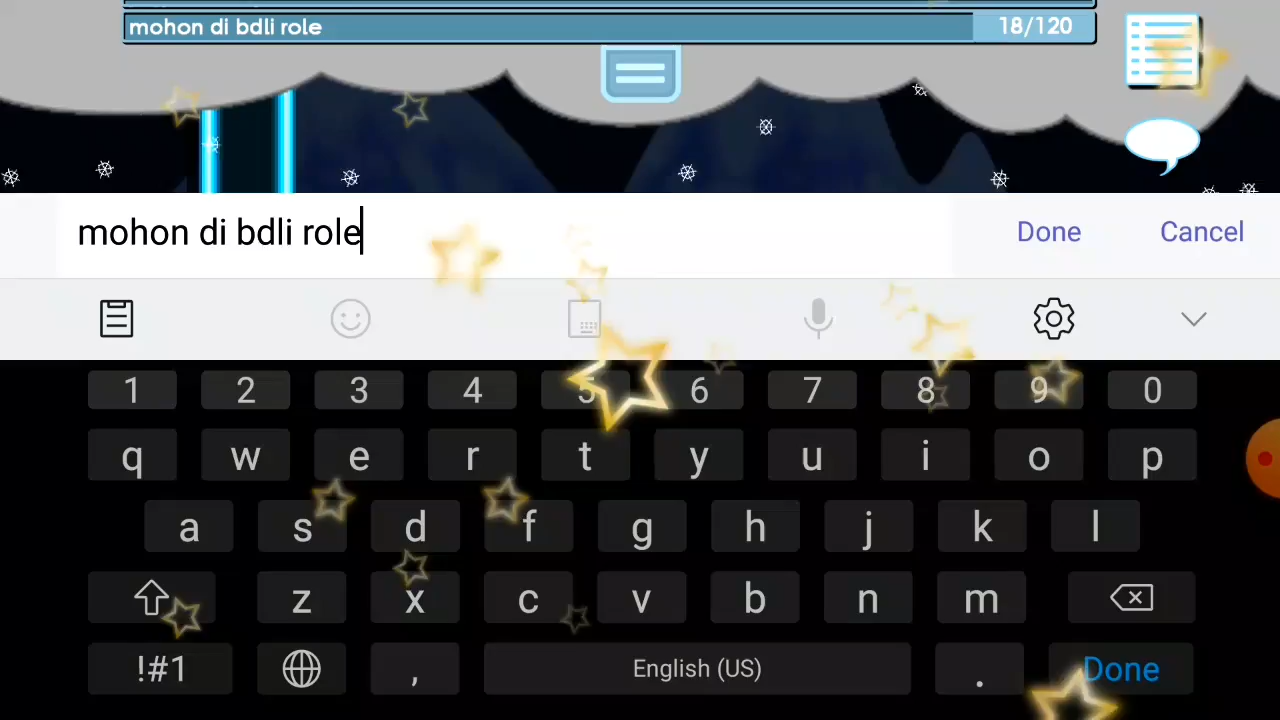 mohon di bdli role 18/120
mohon di bdli role Done Cancel
1 2 3 4 5 6 7 8 9 0
q w e r t y u i o p
a s d f g h j k l
z x c v b n m
!#1 , English (US) . Done